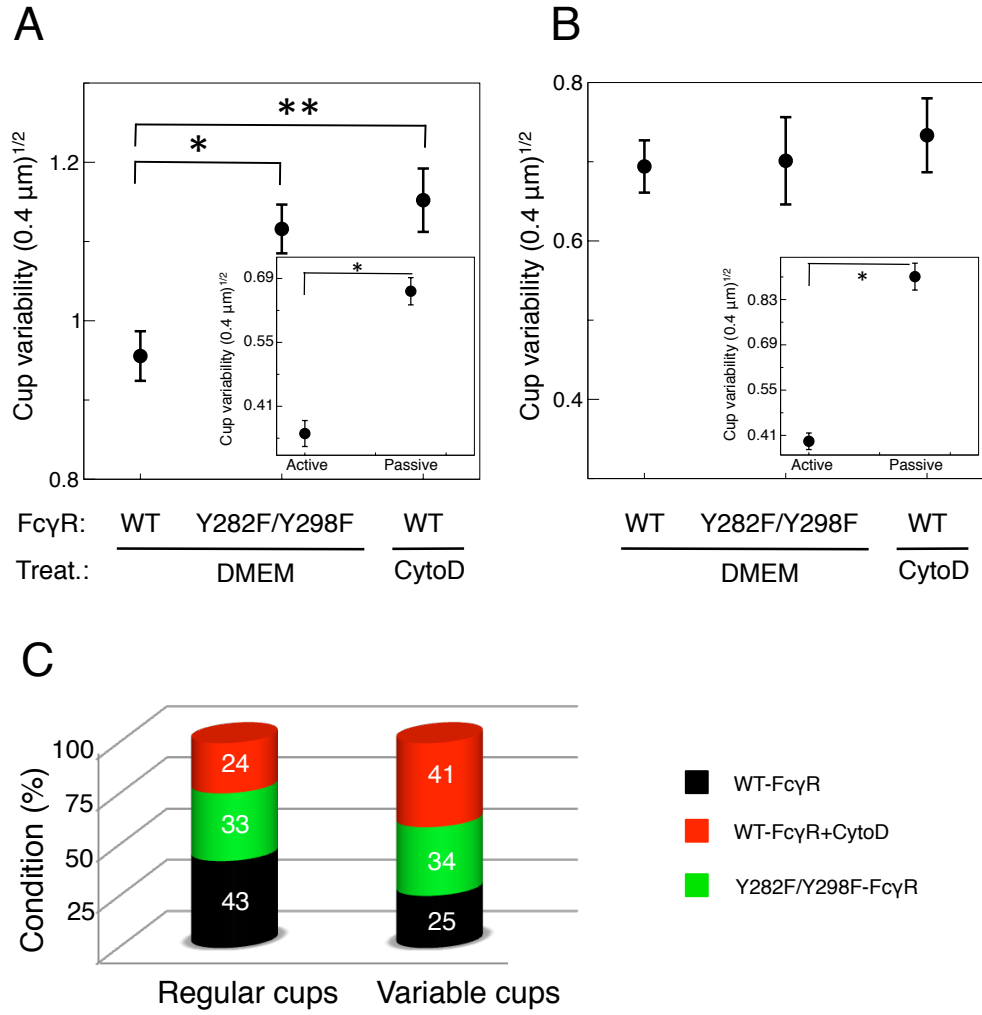 A
B
Cup variability (0.4 μm)1/2
1.2
1
0.8
*
**
Cup variability (0.4 μm)1/2
0.69
0.55
0.41
*
Active Passive
Cup variability (0.4 μm)1/2
0.8
0.6
0.4
Cup variability (0.4 μm)1/2
0.83
0.69
0.55
0.41
*
Active Passive
FcγR: WT Y282F/Y298F WT WT Y282F/Y298F WT
Treat.: DMEM CytoD DMEM CytoD
C
Condition (%)
100
75
50
25
24
33
43
41
34
25
Regular cups Variable cups
WT-FcγR
WT-FcγR+CytoD
Y282F/Y298F-FcγR